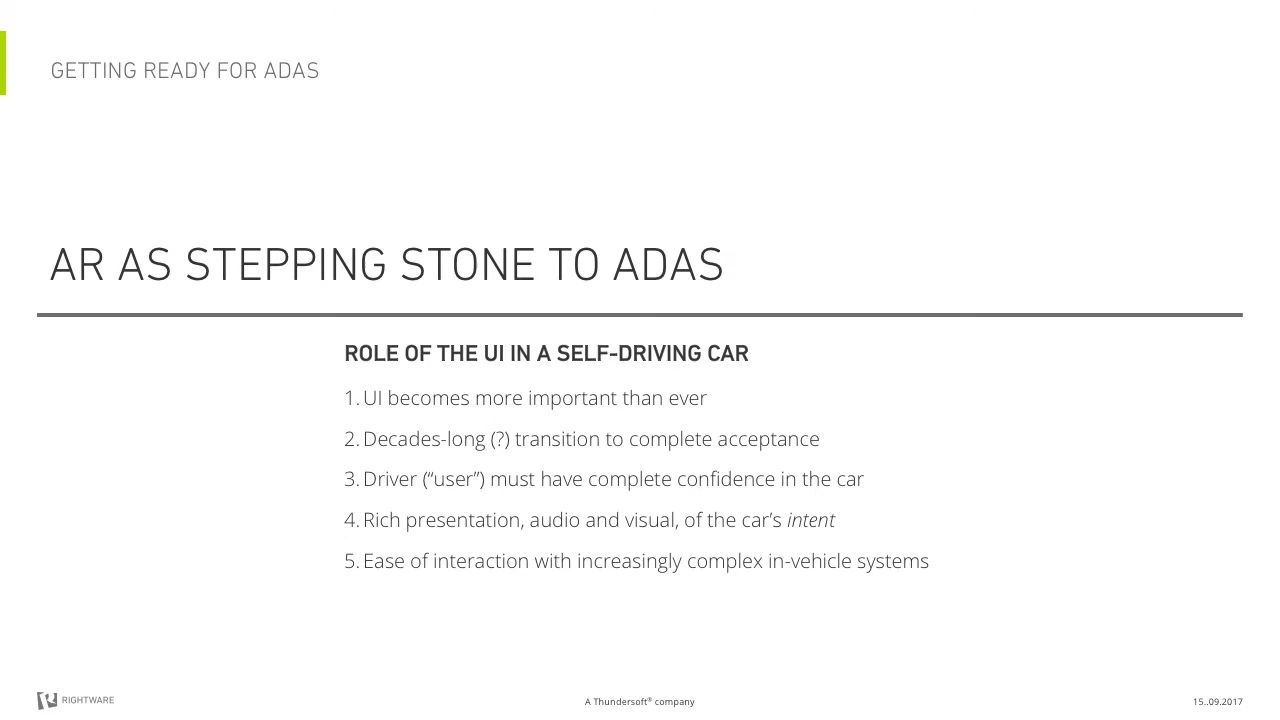 GETTING READY FOR ADAS
AR AS STEPPING STONE TO ADAS
ROLE OF THE UI IN A SELF-DRIVING CAR
1. UI becomes more important than ever
2. Decades-long (?) transition to complete acceptance
3. Driver (“user”) must have complete confidence in the car
4. Rich presentation, audio and visual, of the car’s intent
5. Ease of interaction with increasingly complex in-vehicle systems
RIGHTWARE
A Thundersoft® company
15..09.2017